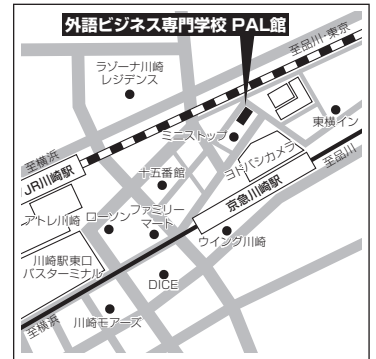 外語ビジネス専門学校 PAL館
至品川・東京
ラゾーナ川崎
レジデンス
東横イン
ミニストップ
至横浜
ヨドバシカメラ
至品川
JR川崎駅
十五番館
京急川崎駅
アトレ川崎
ローソン
ファミリー
マート
ウイング川崎
川崎駅東口
バスターミナル
DICE
至横浜
川崎モアーズ